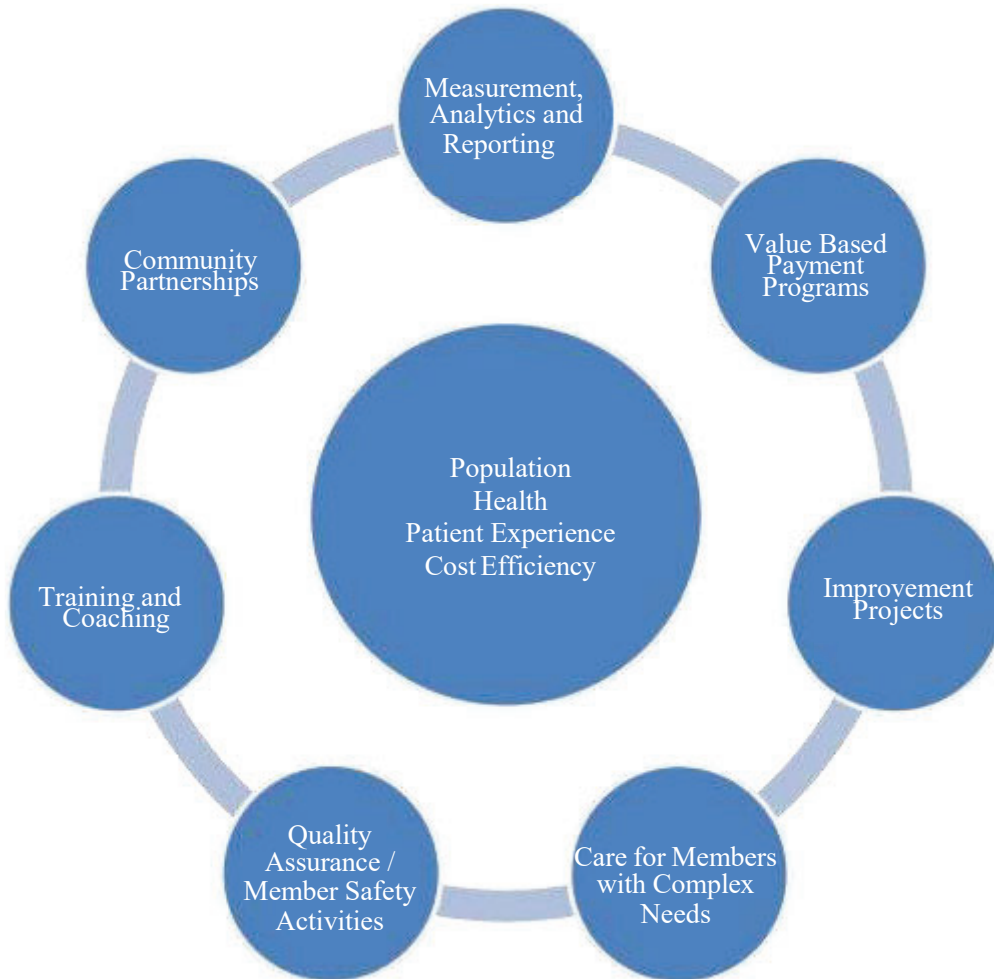 Measurement,
Analytics and
Reporting
Value Based
Payment
Programs
Improvement
Projects
Care for Members
with Complex
Needs
Quality
Assurance /
Member Safety
Activities
Training and
Coaching
Community
Partnerships
Population
Health
Patient Experience
Cost Efficiency